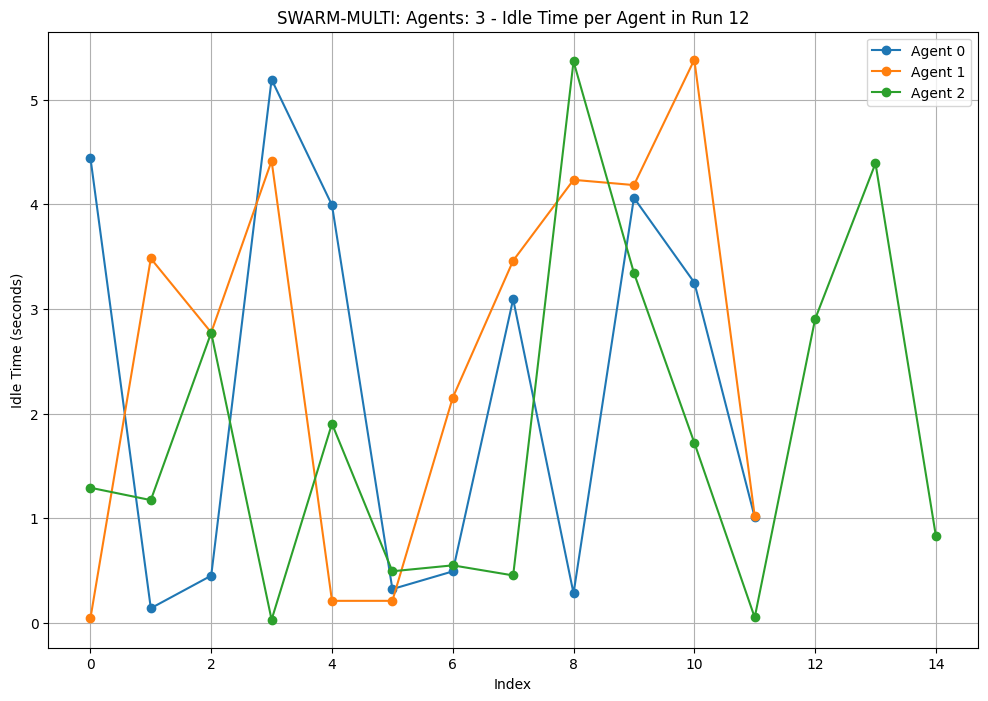 SWARM-MULTI: Agents: 3 - Idle Time per Agent in Run 12
Agent 0
Agent 1
Agent 2
Idle Time (seconds)
5
4
3
2
1
0
0 2 4 6 8 10 12 14
Index